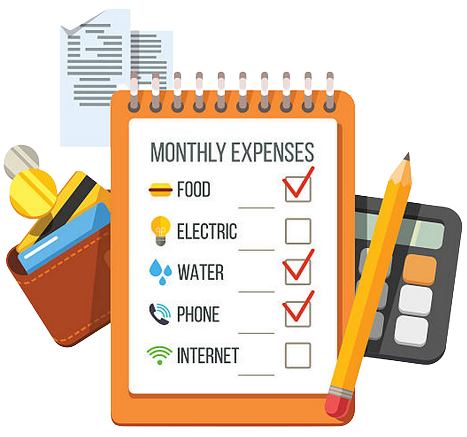 MONTHLY EXPENSES
FOOD
ELECTRIC
WATER
PHONE
INTERNET